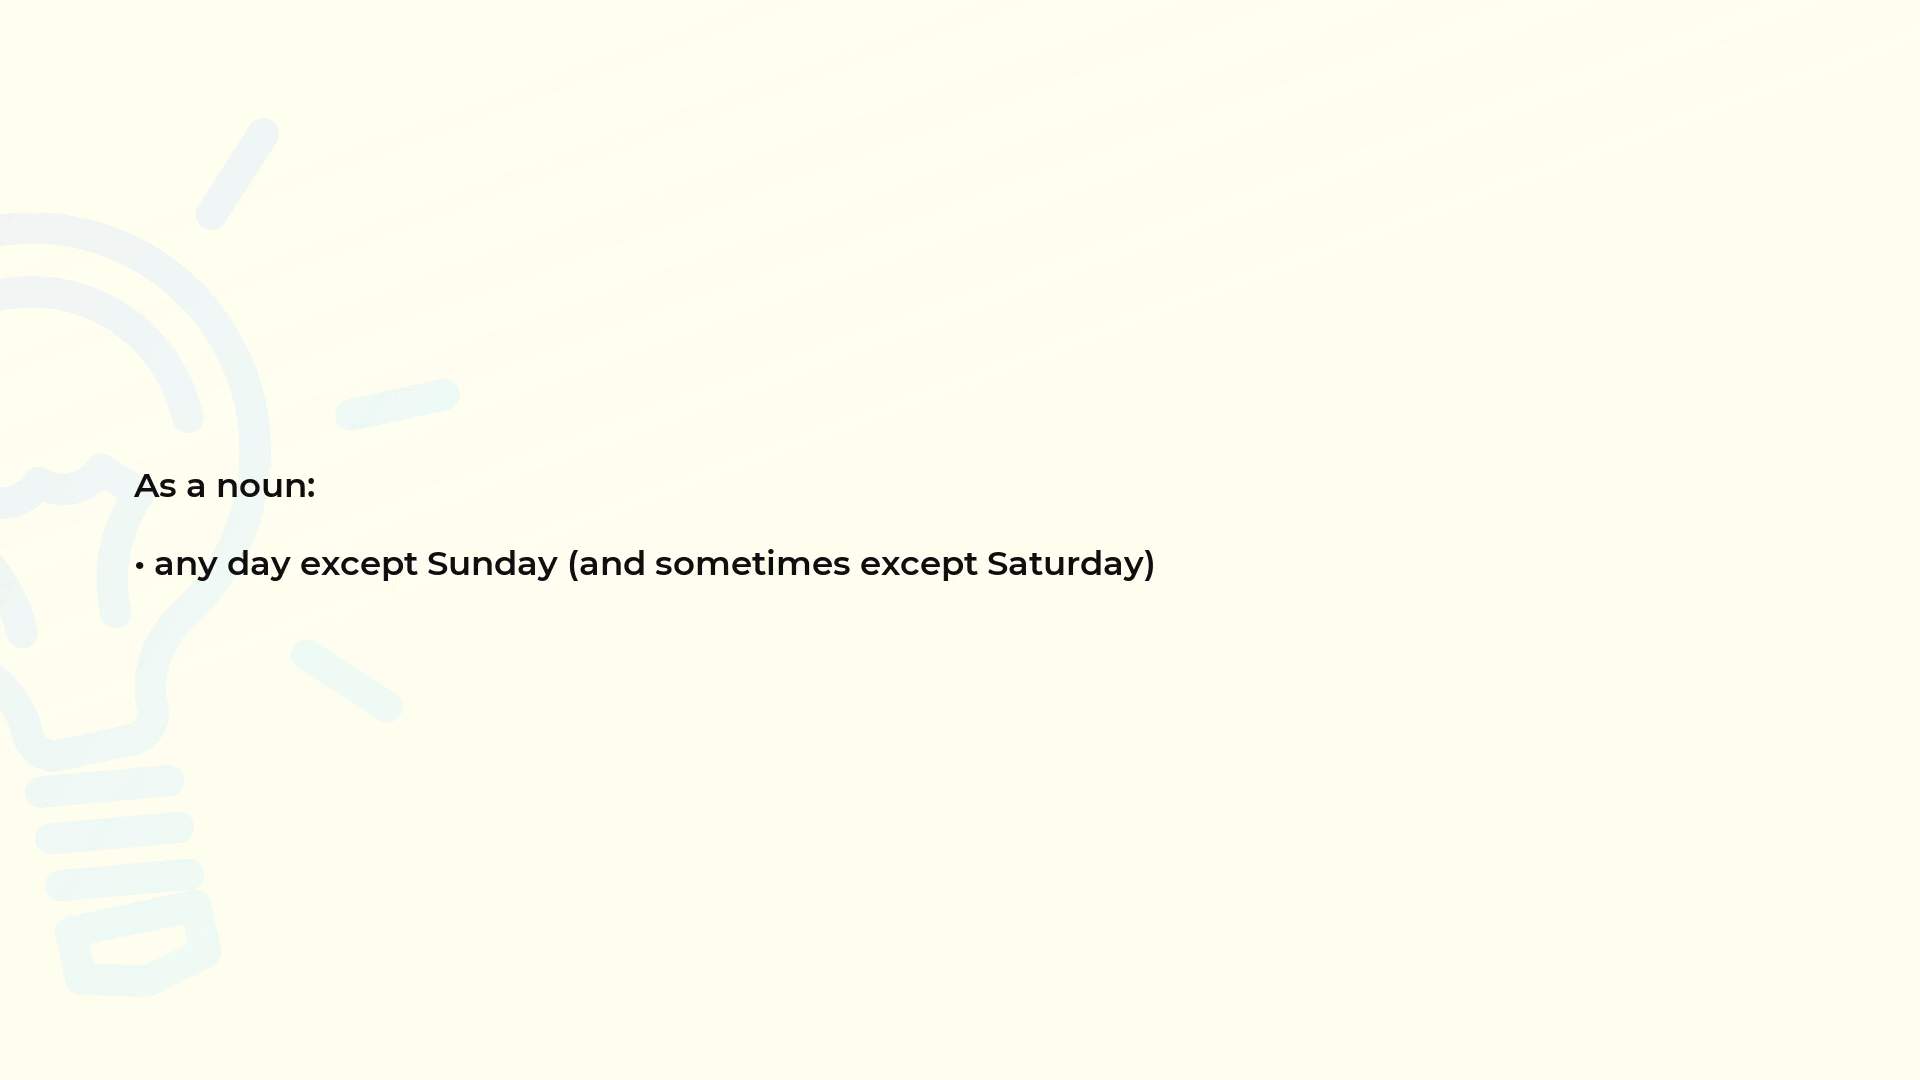 As a noun:
• any day except Sunday (and sometimes except Saturday)